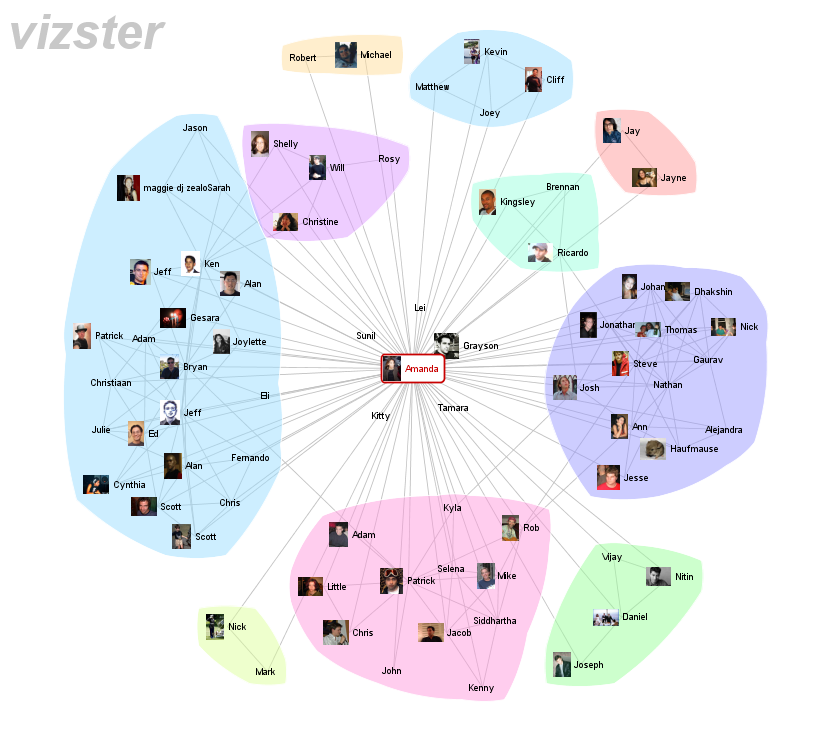 vizster
Robert
Michael
Kevin
Matthew
Cliff
Joey
Jason
Shelly
Will
Rosy
Christine
Jay
Jayne
maggie dj zealo
Sarah
Kingsley
Brennan
Ricardo
Jeff
Ken
Alan
Gesara
Patrick
Adam
Joylette
Bryan
Christiaan
Jeff
Eli
Julie
Ed
Alan
Fernando
Cynthia
Scott
Chris
Scott
Lei
Sunil
Grayson
Amanda
Kitty
Tamara
Johan
Dhakshin
Jonathan
Thomas
Nick
Steve
Gaurav
Josh
Nathan
Ann
Alejandra
Haufmause
Jesse
Kyla
Adam
Rob
Little
Patrick
Selena
Mike
Chris
Jacob
Siddhartha
John
Kenny
Vijay
Nitin
Daniel
Joseph
Nick
Mark